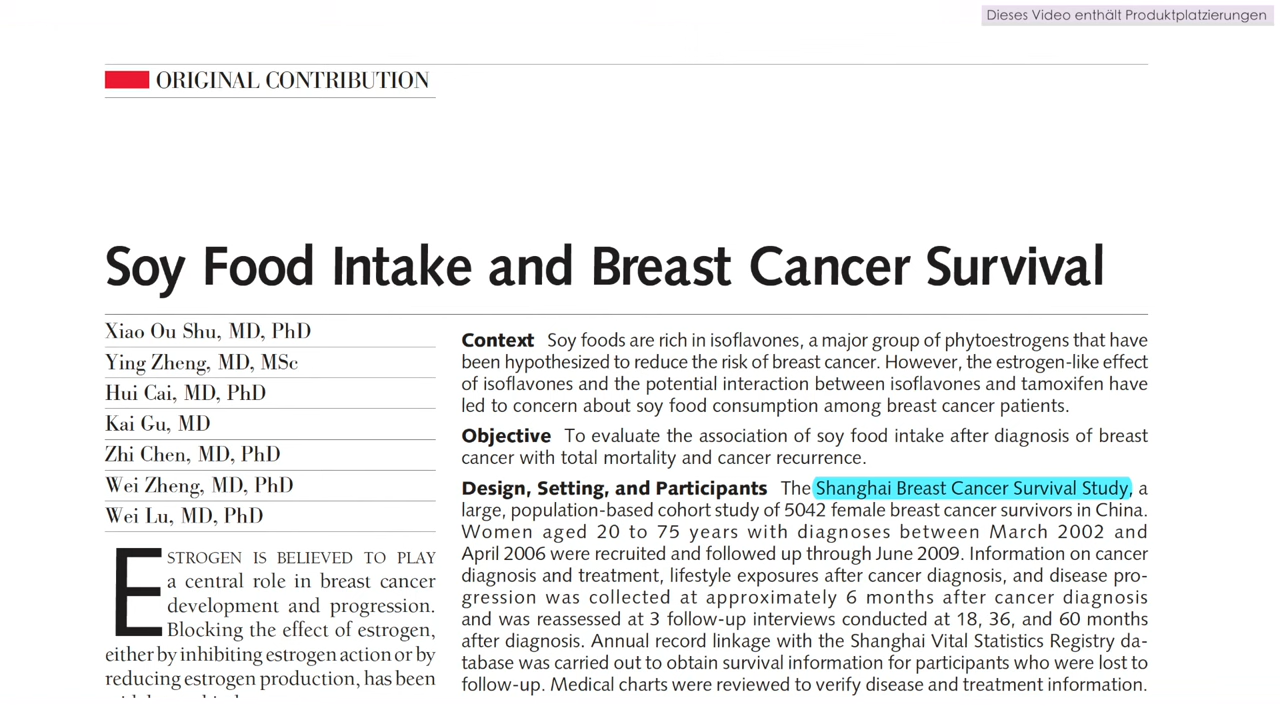 Dieses Video enthält Produktplatzierungen
ORIGINAL CONTRIBUTION
Soy Food Intake and Breast Cancer Survival
Xiao Ou Shu, MD, PhD
Ying Zheng, MD, MSc
Hui Cai, MD, PhD
Kai Gu, MD
Zhi Chen, MD, PhD
Wei Zheng, MD, PhD
Wei Lu, MD, PhD
ESTROGEN IS BELIEVED TO PLAY
a central role in breast cancer
development and progression.
Blocking the effect of estrogen,
either by inhibiting estrogen action or by
reducing estrogen production, has been
Context Soy foods are rich in isoflavones, a major group of phytoestrogens that have
been hypothesized to reduce the risk of breast cancer. However, the estrogen-like effect
of isoflavones and the potential interaction between isoflavones and tamoxifen have
led to concern about soy food consumption among breast cancer patients.
Objective To evaluate the association of soy food intake after diagnosis of breast
cancer with total mortality and cancer recurrence.
Design, Setting, and Participants The Shanghai Breast Cancer Survival Study, a
large, population-based cohort study of 5042 female breast cancer survivors in China.
Women aged 20 to 75 years with diagnoses between March 2002 and
April 2006 were recruited and followed up through June 2009. Information on cancer
diagnosis and treatment, lifestyle exposures after cancer diagnosis, and disease pro-
gression was collected at approximately 6 months after cancer diagnosis
and was reassessed at 3 follow-up interviews conducted at 18, 36, and 60 months
after diagnosis. Annual record linkage with the Shanghai Vital Statistics Registry da-
tabase was carried out to obtain survival information for participants who were lost to
follow-up. Medical charts were reviewed to verify disease and treatment information.